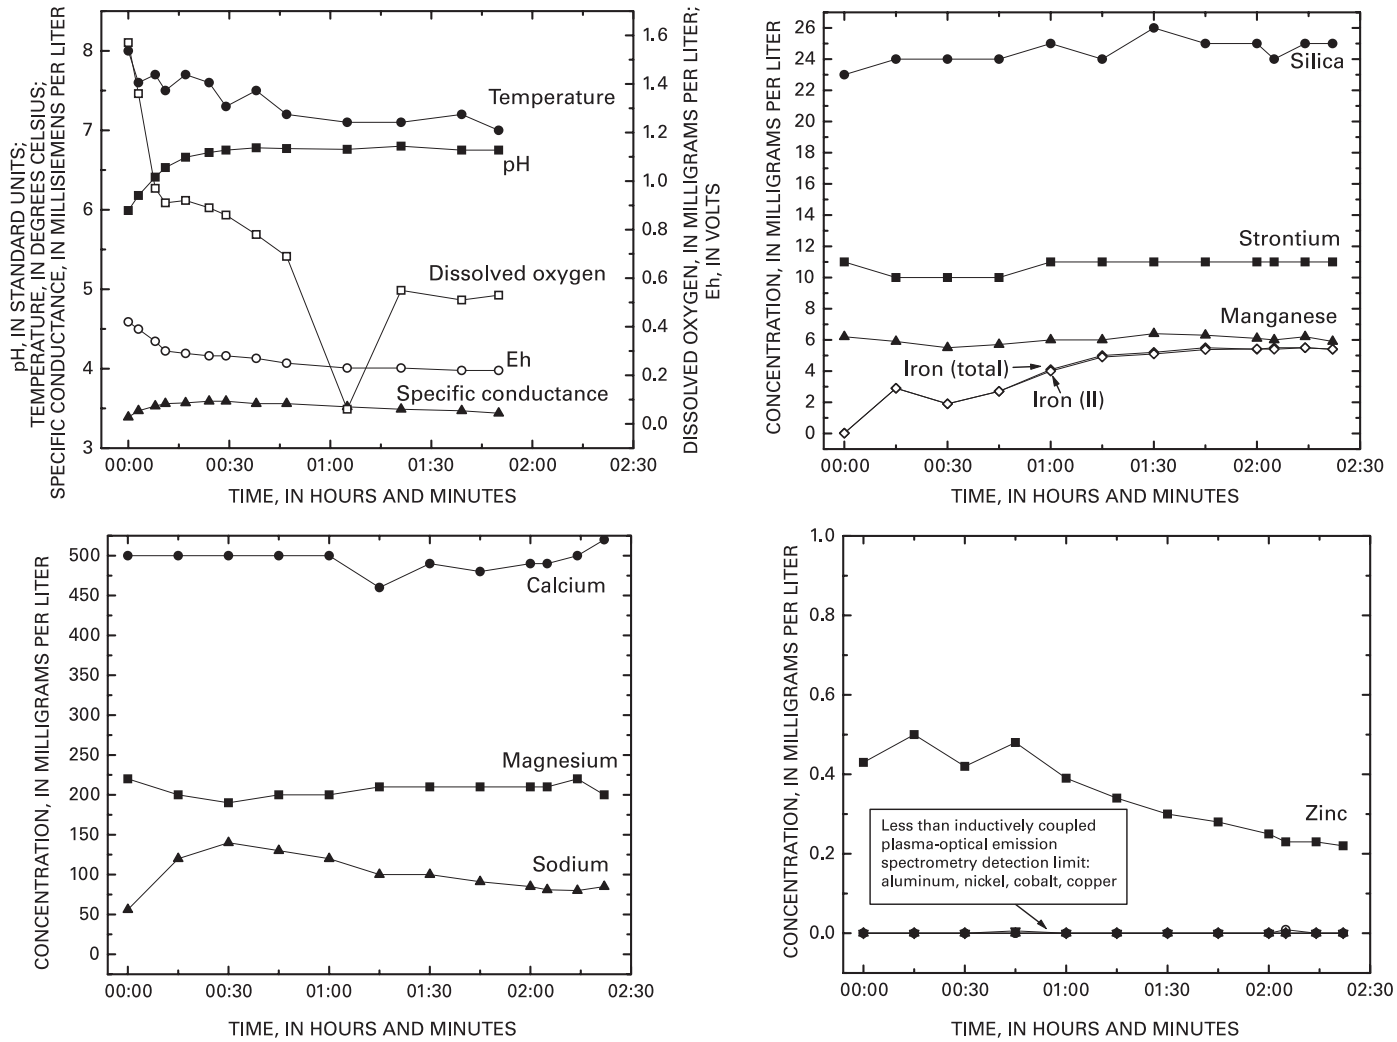 pH, IN STANDARD UNITS;
TEMPERATURE, IN DEGREES CELSIUS;
SPECIFIC CONDUCTANCE, IN MILLISIEMENS PER LITER
8
7
6
5
4
3
Temperature
pH
Dissolved oxygen
Eh
Specific conductance
1.6
1.4
1.2
1.0
0.8
0.6
0.4
0.2
0.0
DISSOLVED OXYGEN, IN MILLIGRAMS PER LITER;
Eh, IN VOLTS
00:00 00:30 01:00 01:30 02:00 02:30
TIME, IN HOURS AND MINUTES
CONCENTRATION, IN MILLIGRAMS PER LITER
26
24
22
20
18
16
14
12
10
8
6
4
2
0
Silica
Strontium
Manganese
Iron (total)
Iron (II)
00:00 00:30 01:00 01:30 02:00 02:30
TIME, IN HOURS AND MINUTES
CONCENTRATION, IN MILLIGRAMS PER LITER
500
450
400
350
300
250
200
150
100
50
0
Calcium
Magnesium
Sodium
00:00 00:30 01:00 01:30 02:00 02:30
TIME, IN HOURS AND MINUTES
CONCENTRATION, IN MILLIGRAMS PER LITER
1.0
0.8
0.6
0.4
0.2
0.0
Zinc
Less than inductively coupled
plasma-optical emission
spectrometry detection limit:
aluminum, nickel, cobalt, copper
00:00 00:30 01:00 01:30 02:00 02:30
TIME, IN HOURS AND MINUTES